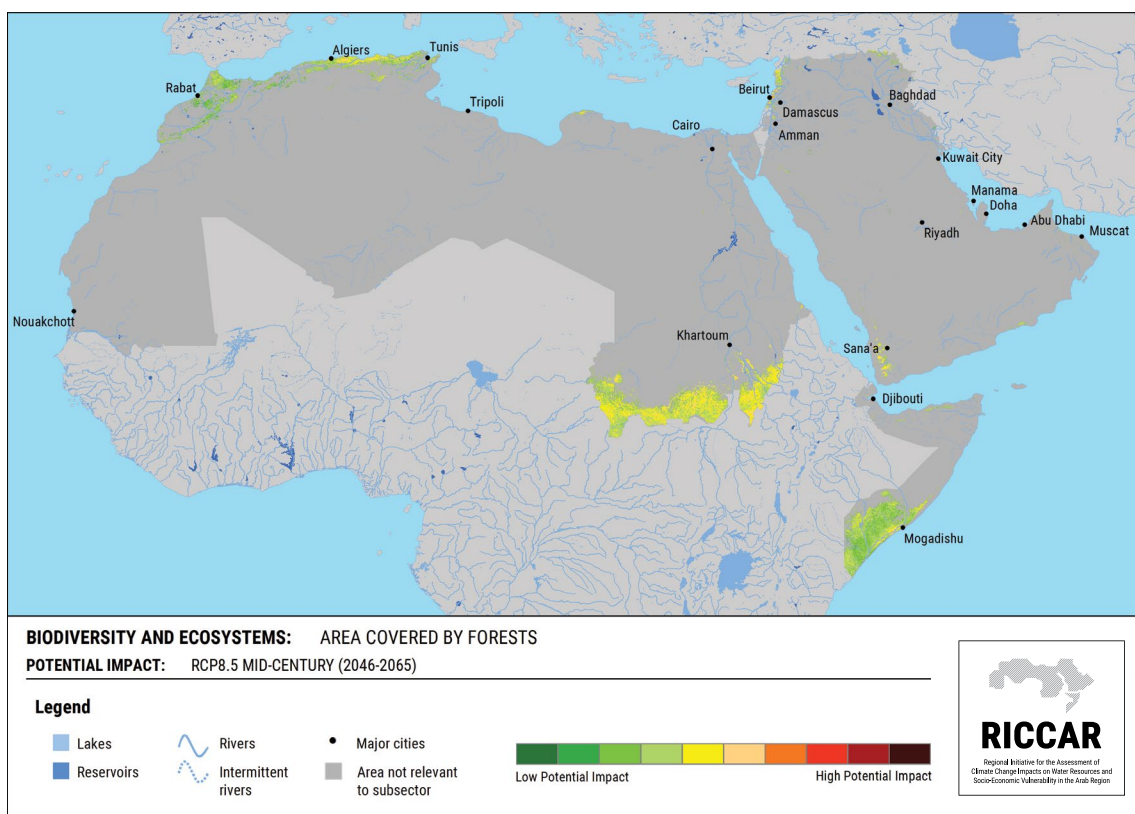 Algiers
Tunis
Rabat
Tripoli
Beirut
Damascus
Baghdad
Amman
Cairo
Kuwait City
Manama
Doha
Abu Dhabi
Muscat
Riyadh
Nouakchott
Khartoum
Sana'a
Djibouti
Mogadishu
BIODIVERSITY AND ECOSYSTEMS: AREA COVERED BY FORESTS
POTENTIAL IMPACT: RCP8.5 MID-CENTURY (2046-2065)
Legend
Lakes
Reservoirs
Rivers
Intermittent
rivers
Major cities
Area not relevant
to subsector
Low Potential Impact
High Potential Impact
RICCAR
Regional Initiative for the Assessment of
Climate Change Impacts on Water Resources and
Socio-Economic Vulnerability in the Arab Region